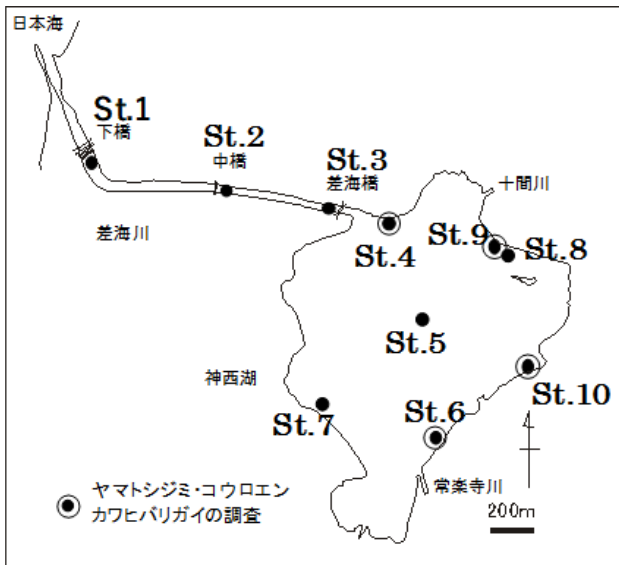 日本海
St.1
下橋
St.2
中橋
St.3
差海橋
十間川
差海川
St.4
St.9
St.8
St.5
神西湖
St.10
St.7
St.6
常楽寺川
ヤマトシジミ・コウロエン
カワヒバリガイの調査
200m